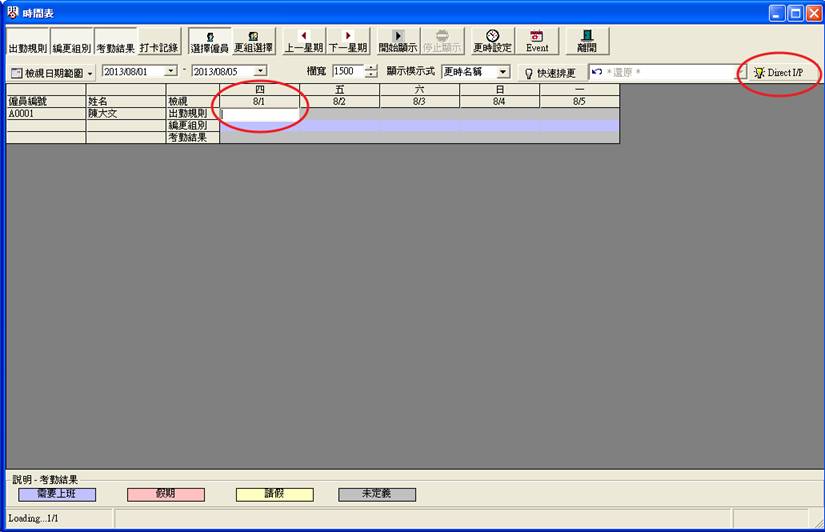 時間表
出勤規則 編更組別 考勤結果 打卡記錄 選擇僱員 更組選擇 上一星期 下一星期 開始顯示 停止顯示 更時設定 Event 離開
檢視日期範圍 2013/08/01 - 2013/08/05 欄寬 1500 顯示模示式 更時名稱 快速排更 * 還原 * Direct I/P
四 五 六 日 一
僱員編號 姓名 檢視 8/1 8/2 8/3 8/4 8/5
A0001 陳大文 出勤規則
編更組別
考勤結果
說明 - 考勤結果
需要上班 假期 請假 未定義
Loading...1/1